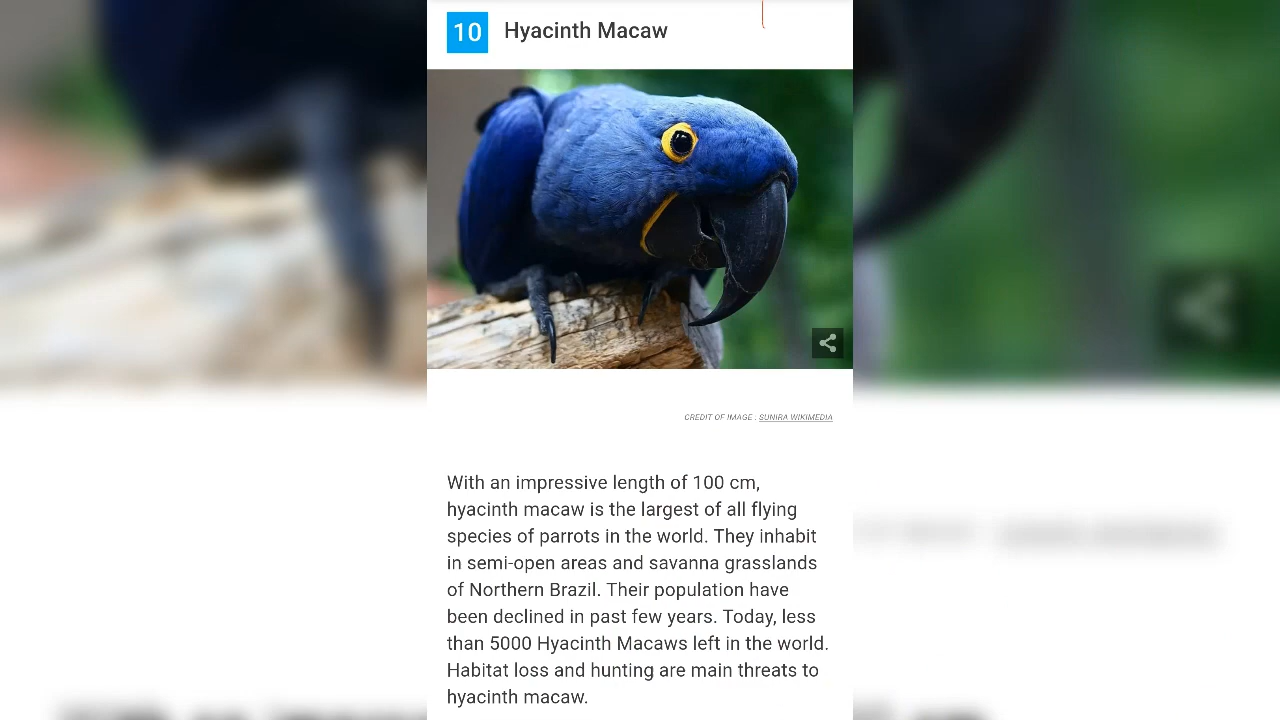 10 Hyacinth Macaw
CREDIT OF IMAGE : SUNIRA WIKIMEDIA
With an impressive length of 100 cm,
hyacinth macaw is the largest of all flying
species of parrots in the world. They inhabit
in semi-open areas and savanna grasslands
of Northern Brazil. Their population have
been declined in past few years. Today, less
than 5000 Hyacinth Macaws left in the world.
Habitat loss and hunting are main threats to
hyacinth macaw.